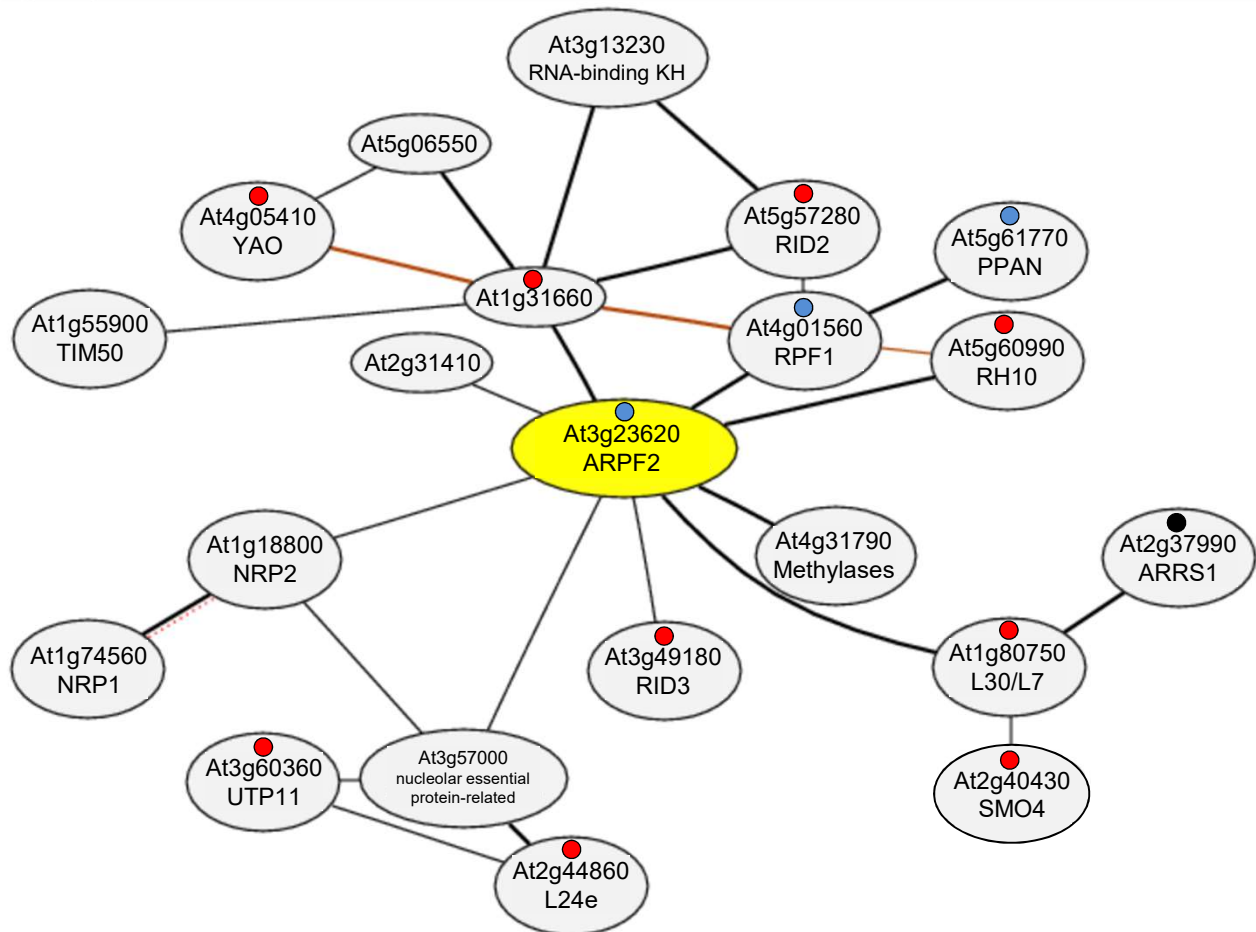 At3g13230
RNA-binding KH
At5g06550
At4g05410
YAO
At5g57280
RID2
At5g61770
PPAN
At1g31660
At1g55900
TIM50
At4g01560
RPF1
At5g60990
RH10
At2g31410
At3g23620
ARPF2
At1g18800
NRP2
At4g31790
Methylases
At2g37990
ARRS1
At1g74560
NRP1
At3g49180
RID3
At1g80750
L30/L7
At3g60360
UTP11
At3g57000
nucleolar essential
protein-related
At2g40430
SMO4
At2g44860
L24e